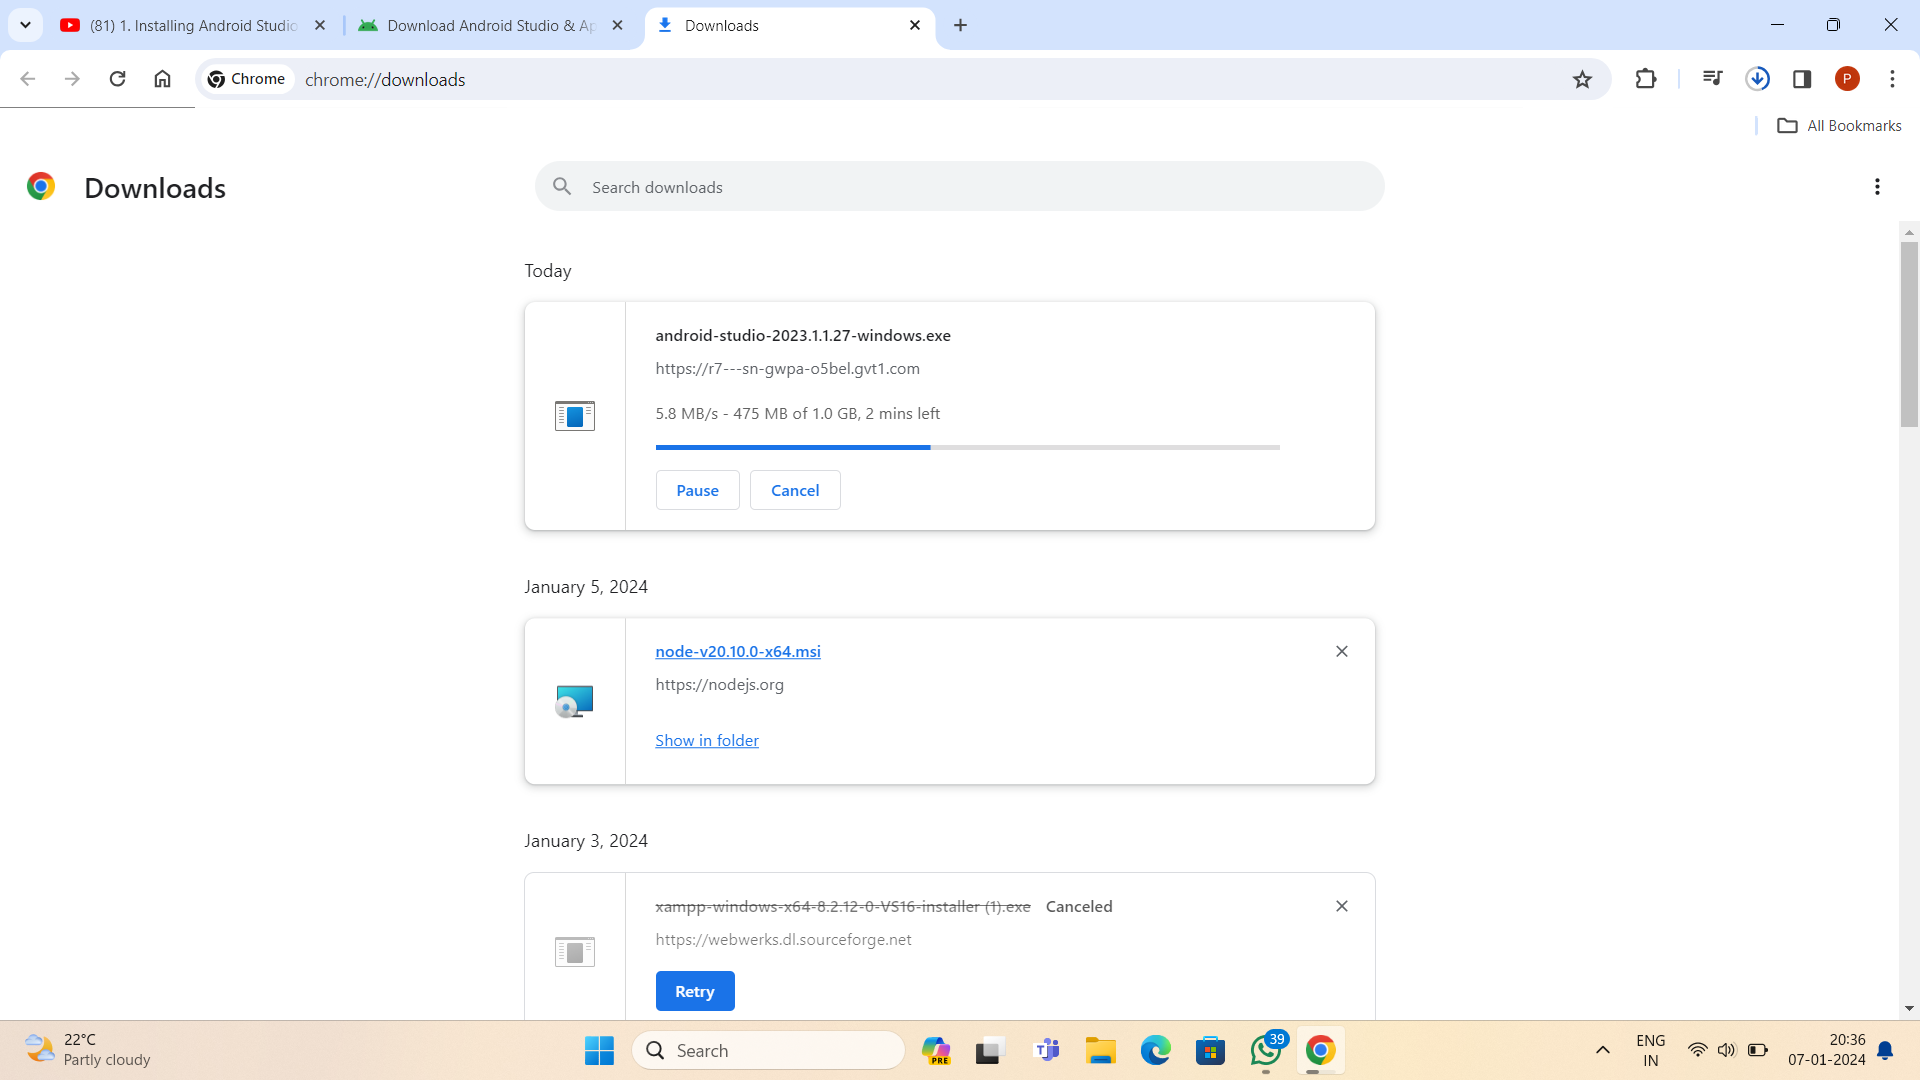 (81) 1. Installing Android Studio
Download Android Studio & Ap
Downloads
Chrome
chrome://downloads
P
All Bookmarks
Downloads
Search downloads
Today
android-studio-2023.1.1.27-windows.exe
https://r7---sn-gwpa-o5bel.gvt1.com
5.8 MB/s - 475 MB of 1.0 GB, 2 mins left
Pause
Cancel
January 5, 2024
node-v20.10.0-x64.msi
https://nodejs.org
Show in folder
January 3, 2024
xampp-windows-x64-8.2.12-0-VS16-installer (1).exe Canceled
https://webwerks.dl.sourceforge.net
Retry
22°C
Partly cloudy
Search
PRE
39
ENG
IN
20:36
07-01-2024